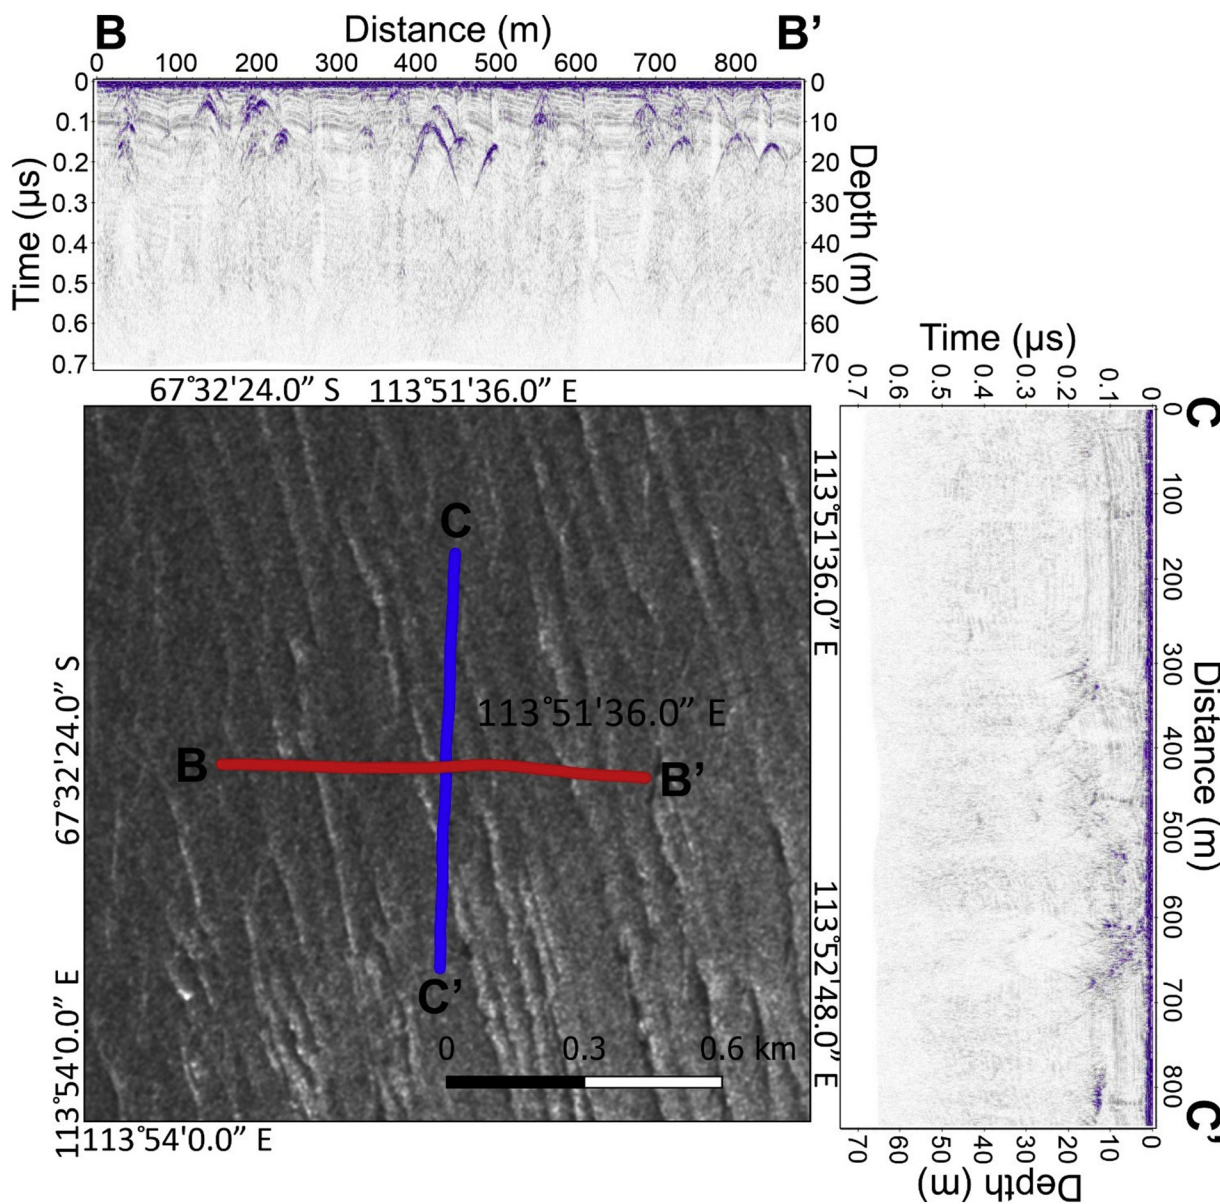 B Distance (m) B’
0 100 200 300 400 500 600 700 800
0 0
0.1 10
0.2 20
0.3 30
0.4 40
0.5 50
0.6 60
0.7 70
Time (µs)
Depth (m)
67˚32'24.0” S 113˚51'36.0” E
Time (µs)
0.7 0.6 0.5 0.4 0.3 0.2 0.1 0
C
0 100 200 300 400 500 600 700 800
Distance (m)
C’
70 60 50 40 30 20 10 0
Depth (m)
113˚51'36.0” E
C
67˚32'24.0” S
113˚51'36.0” E
B B’
113˚52'48.0” E
C’
0 0.3 0.6 km
113˚54'0.0” E
113˚54'0.0” E